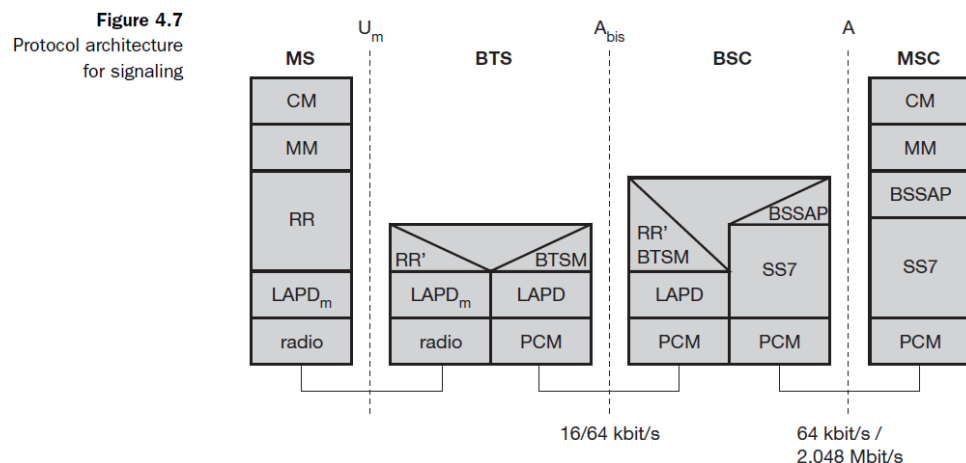 Figure 4.7
Protocol architecture
for signaling
Um Abis A
MS BTS BSC MSC
CM CM
MM MM
RR BSSAP BSSAP
RR' BTSM RR'
BTSM SS7 SS7
LAPDm LAPDm LAPD LAPD
radio radio PCM PCM PCM PCM
16/64 kbit/s 64 kbit/s /
2.048 Mbit/s